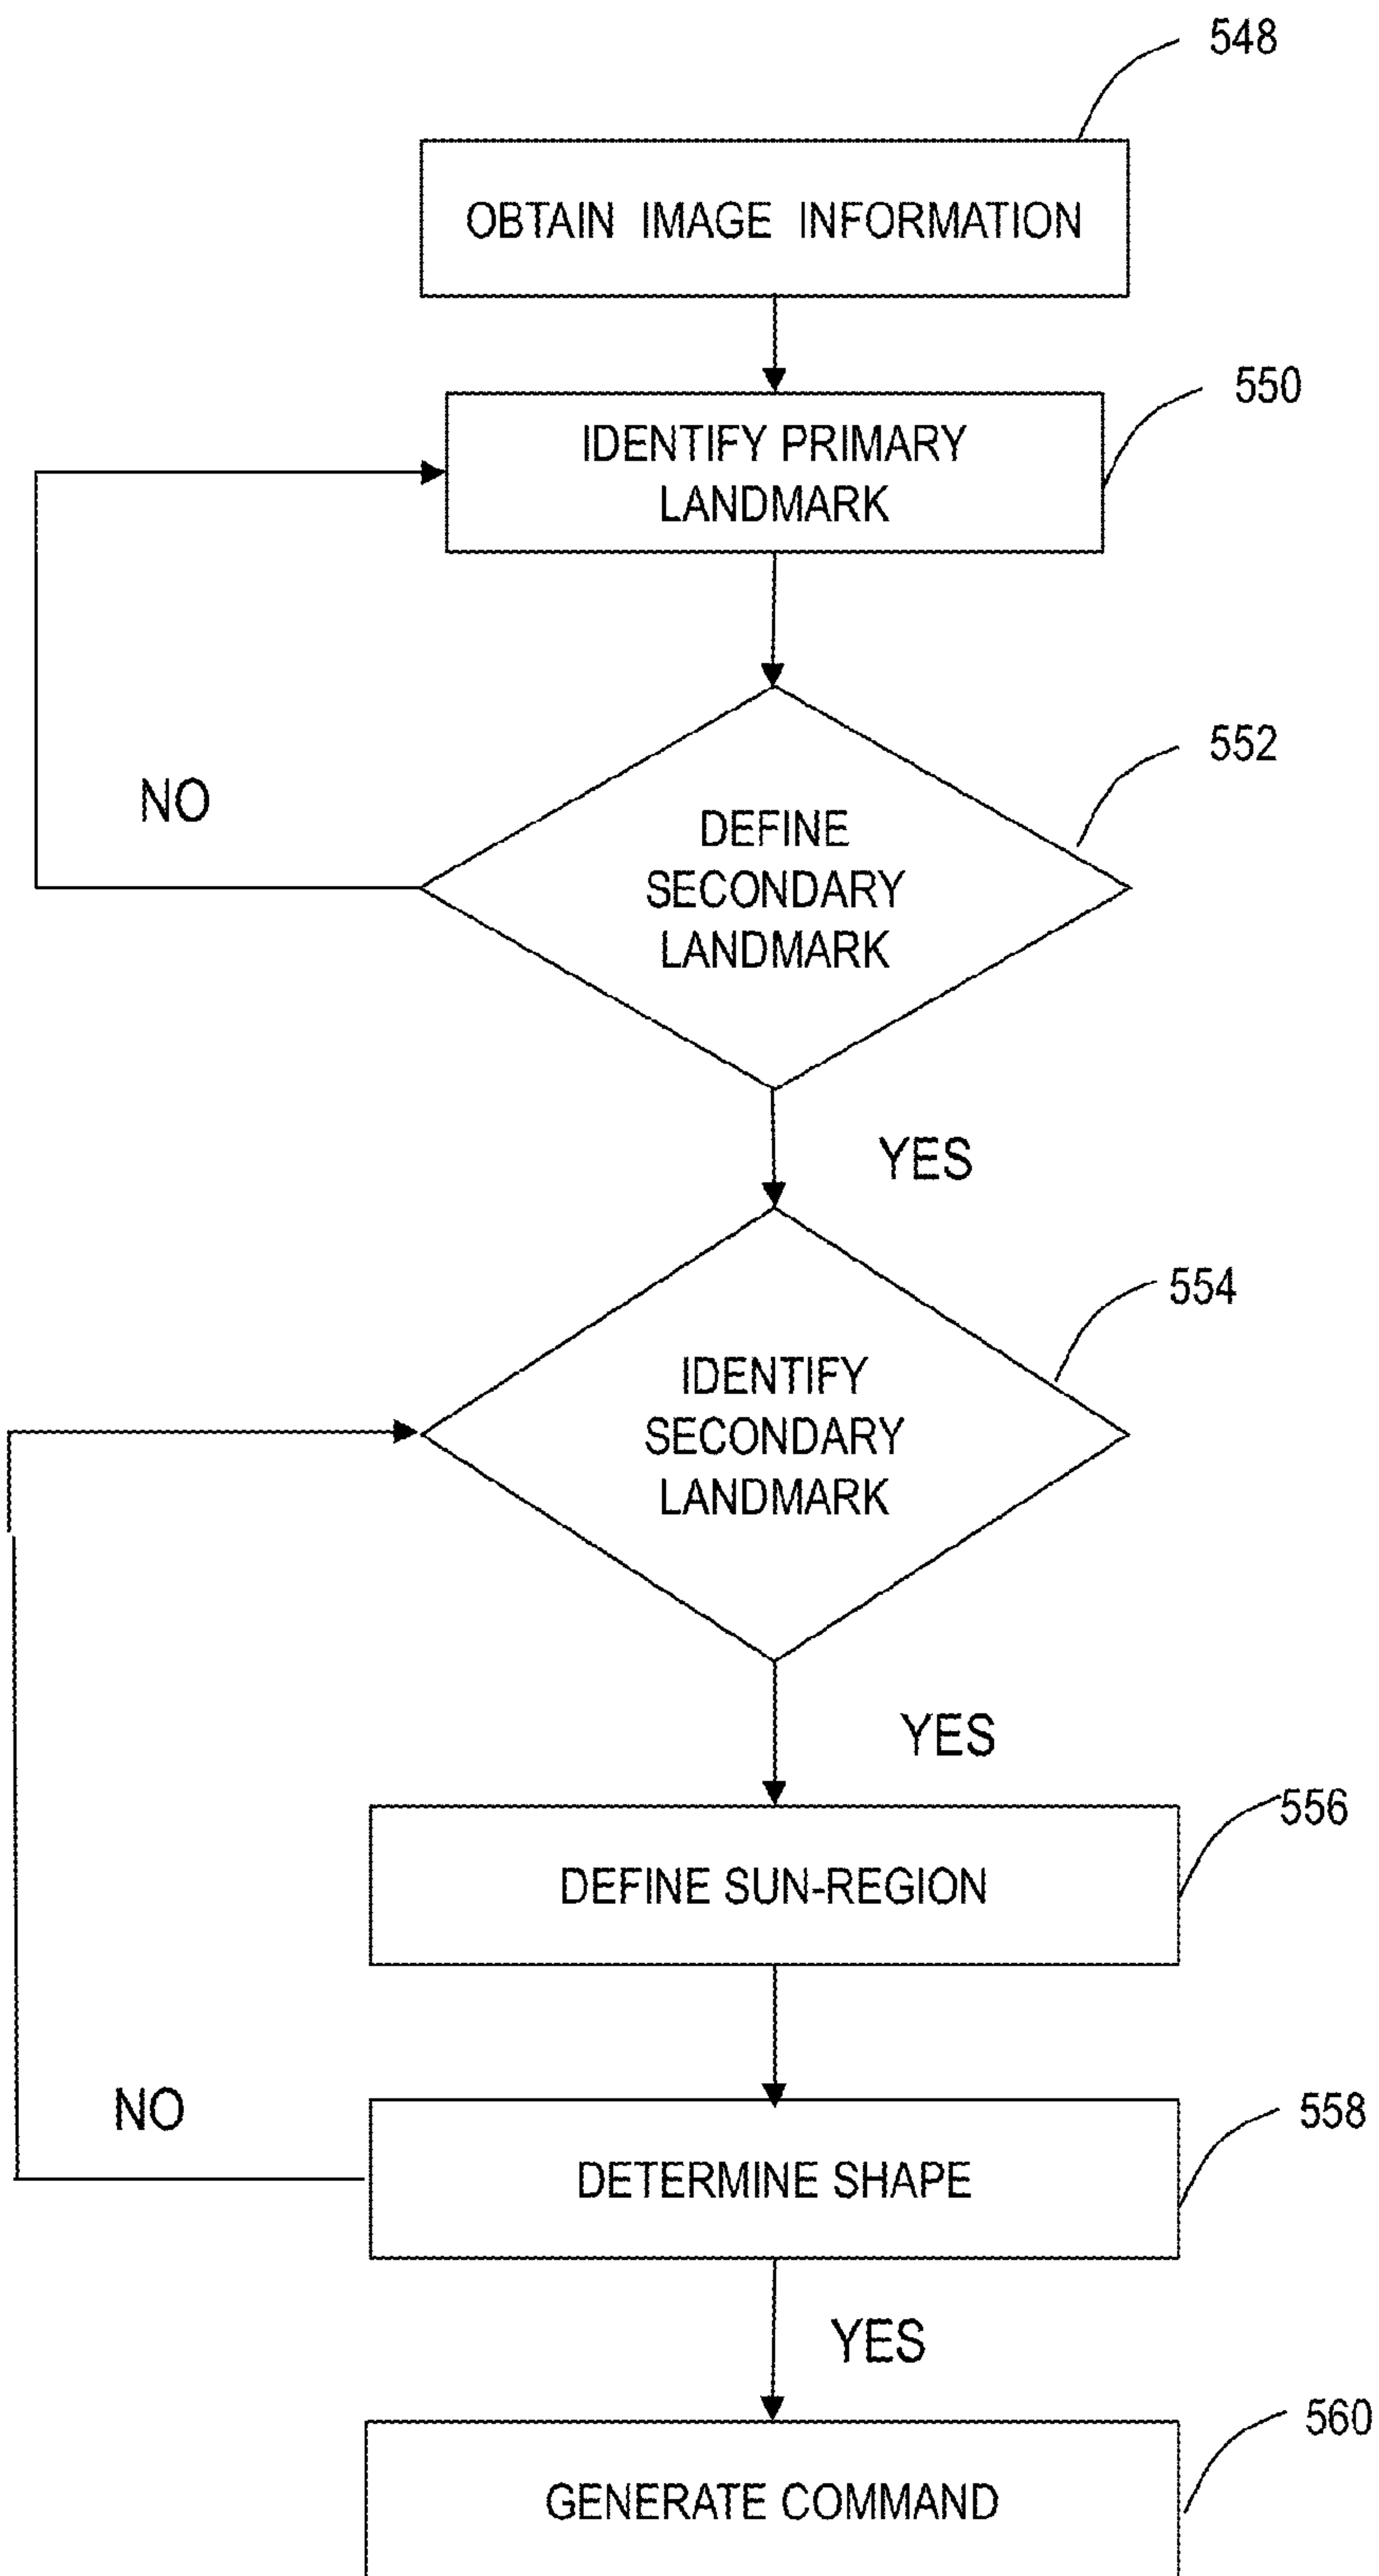 548
OBTAIN IMAGE INFORMATION
550
IDENTIFY PRIMARY
LANDMARK
552
NO
DEFINE
SECONDARY
LANDMARK
YES
554
IDENTIFY
SECONDARY
LANDMARK
YES
556
DEFINE SUN-REGION
NO
558
DETERMINE SHAPE
YES
560
GENERATE COMMAND